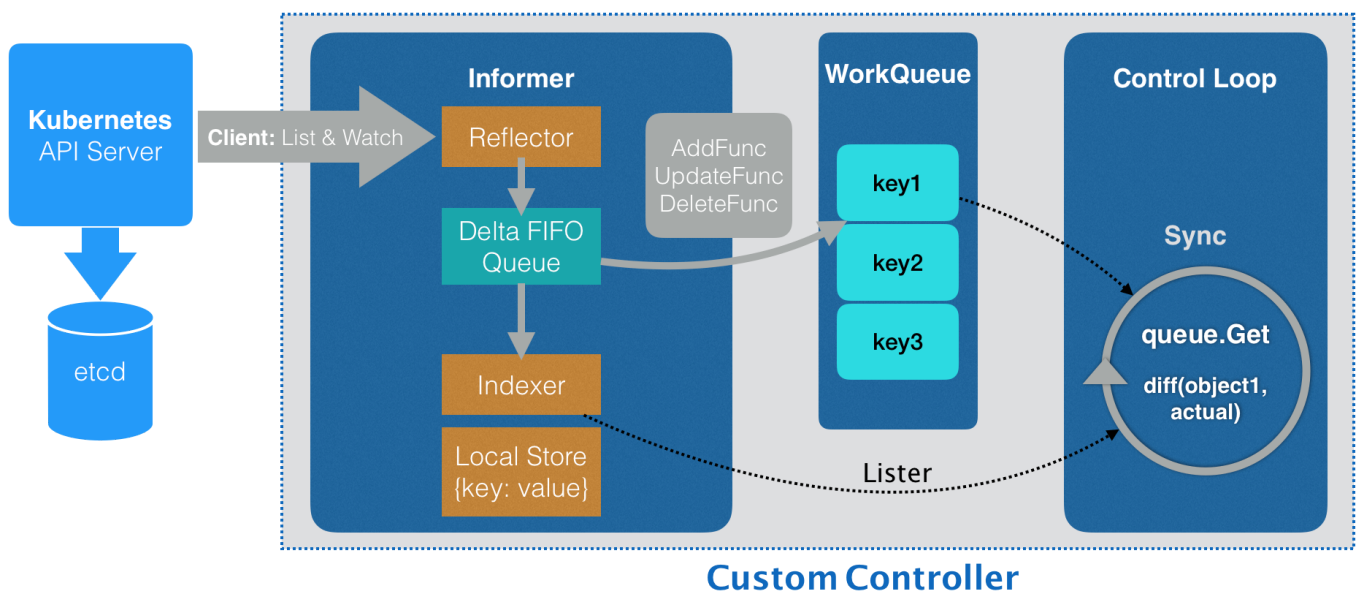 Kubernetes
API Server
etcd
Client: List & Watch
Informer
Reflector
Delta FIFO
Queue
Indexer
Local Store
{key: value}
AddFunc
UpdateFunc
DeleteFunc
WorkQueue
key1
key2
key3
Control Loop
Sync
queue.Get
diff(object1,
actual)
Lister
Custom Controller